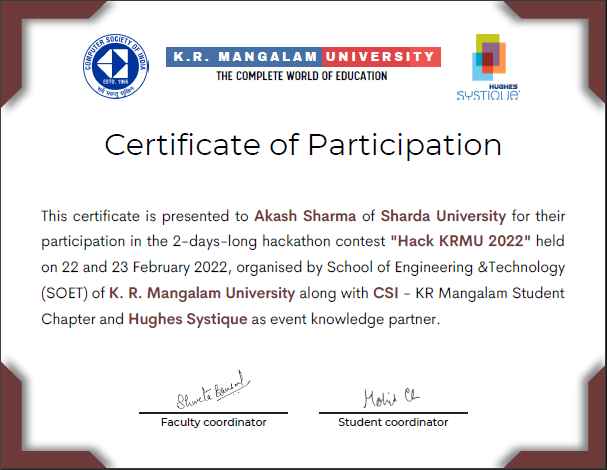 COMPUTER SOCIETY OF INDIA
ESTD. 1965
K.R. MANGALAM UNIVERSITY
THE COMPLETE WORLD OF EDUCATION
HUGHES
SYSTIQUE
Certificate of Participation
This certificate is presented to Akash Sharma of Sharda University for their
participation in the 2-days-long hackathon contest "Hack KRMU 2022" held
on 22 and 23 February 2022, organised by School of Engineering &Technology
(SOET) of K. R. Mangalam University along with CSI - KR Mangalam Student
Chapter and Hughes Systique as event knowledge partner.
Shweta Bansal
Mohit
Faculty coordinator
Student coordinator